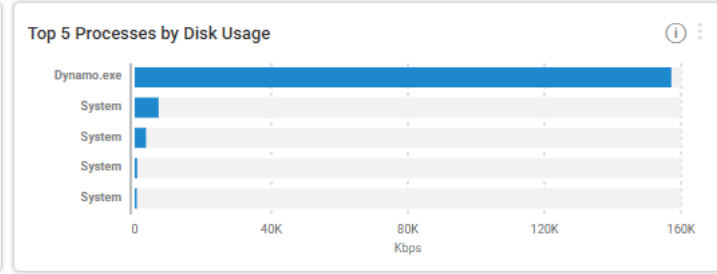 Top 5 Processes by Disk Usage
i
Dynamo.exe
System
System
System
System
0 40K 80K 120K 160K
Kbps